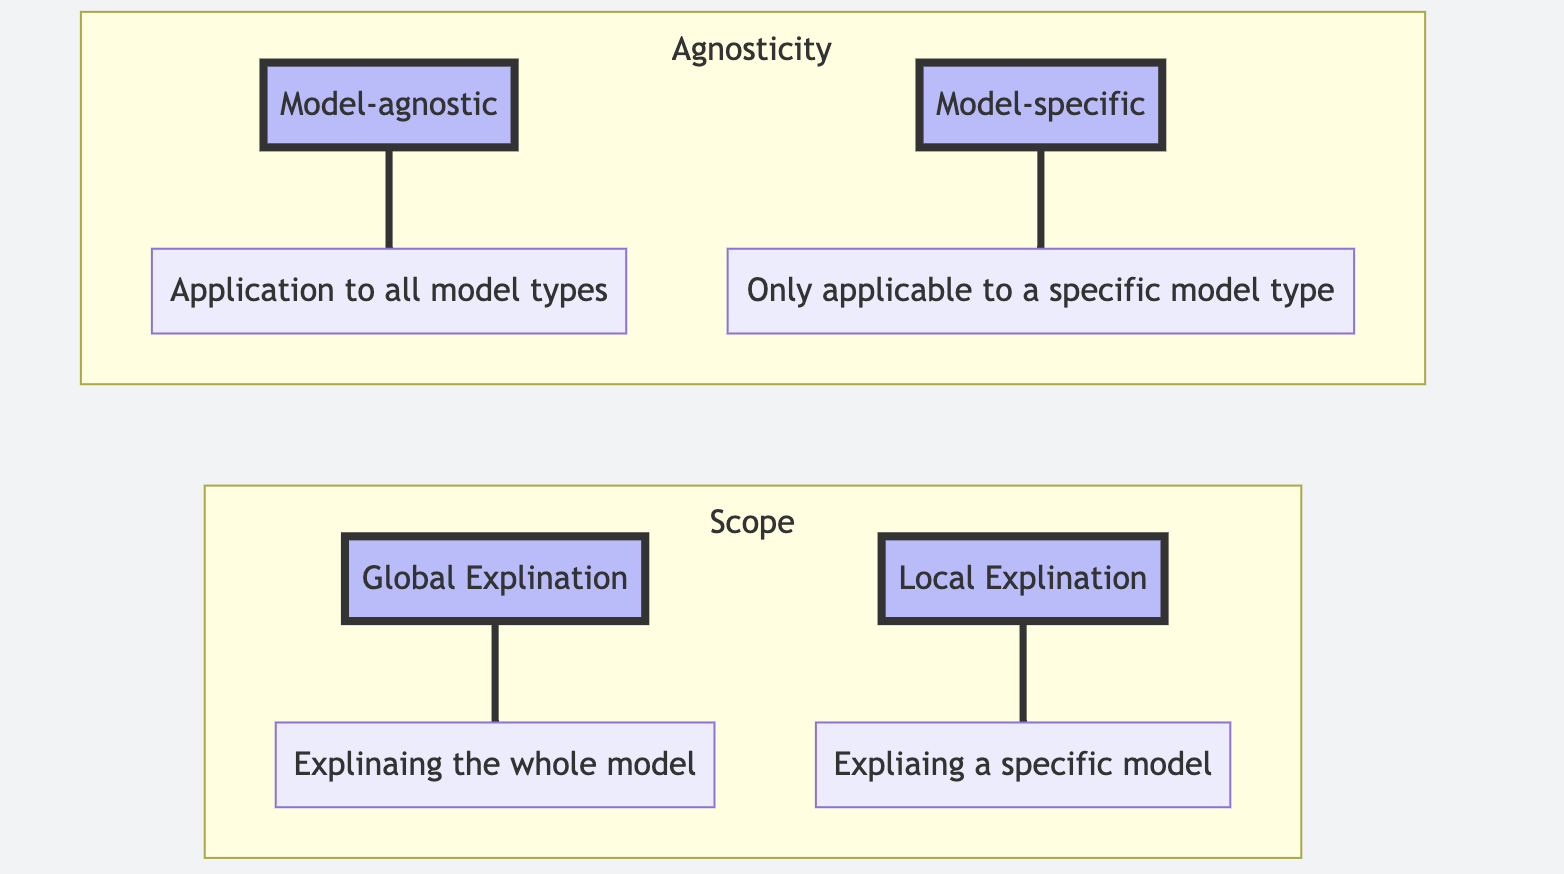 Agnosticity
Model-agnostic
Model-specific
Application to all model types
Only applicable to a specific model type
Scope
Global Explination
Local Explination
Explinaing the whole model
Expliaing a specific model